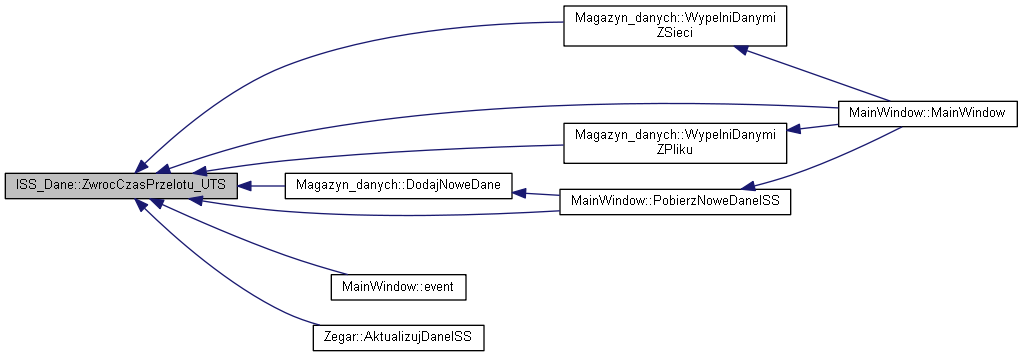 Magazyn_danych::WypelniDanymi
ZSieci
MainWindow::MainWindow
Magazyn_danych::WypelniDanymi
ZPliku
ISS_Dane::ZwrocCzasPrzelotu_UTS
Magazyn_danych::DodajNoweDane
MainWindow::PobierzNoweDaneISS
MainWindow::event
Zegar::AktualizujDaneISS